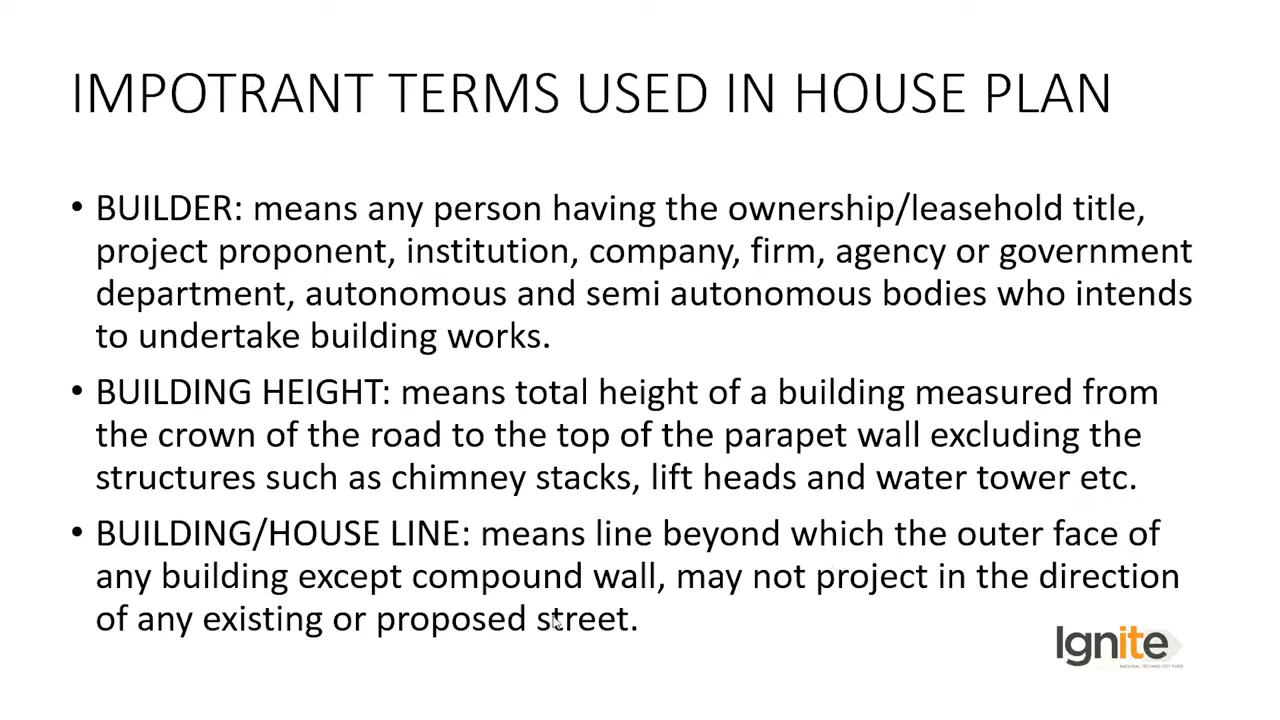 IMPOTRANT TERMS USED IN HOUSE PLAN
• BUILDER: means any person having the ownership/leasehold title,
project proponent, institution, company, firm, agency or government
department, autonomous and semi autonomous bodies who intends
to undertake building works.
• BUILDING HEIGHT: means total height of a building measured from
the crown of the road to the top of the parapet wall excluding the
structures such as chimney stacks, lift heads and water tower etc.
• BUILDING/HOUSE LINE: means line beyond which the outer face of
any building except compound wall, may not project in the direction
of any existing or proposed street.
Ignite
NATIONAL TECHNOLOGY FUND